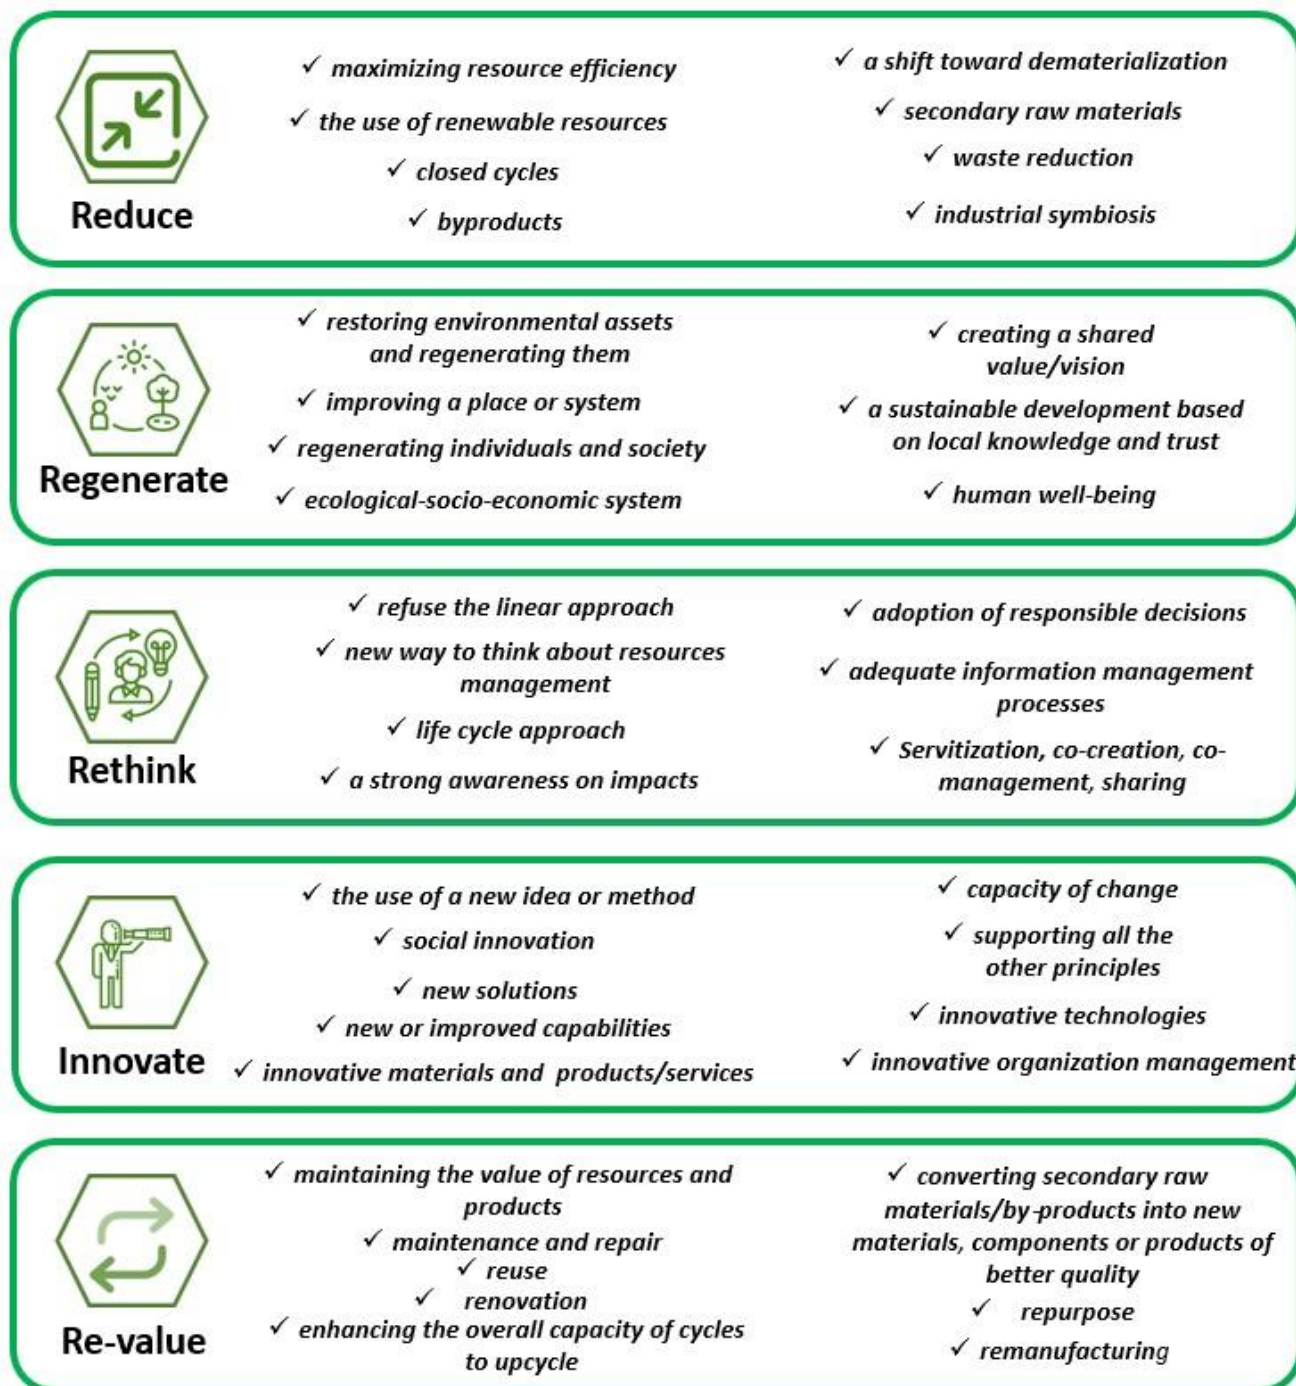 Reduce
✓ maximizing resource efficiency
✓ the use of renewable resources
✓ closed cycles
✓ byproducts
✓ a shift toward dematerialization
✓ secondary raw materials
✓ waste reduction
✓ industrial symbiosis
Regenerate
✓ restoring environmental assets
and regenerating them
✓ improving a place or system
✓ regenerating individuals and society
✓ ecological-socio-economic system
✓ creating a shared
value/vision
✓ a sustainable development based
on local knowledge and trust
✓ human well-being
Rethink
✓ refuse the linear approach
✓ new way to think about resources
management
✓ life cycle approach
✓ a strong awareness on impacts
✓ adoption of responsible decisions
✓ adequate information management
processes
✓ Servitization, co-creation, co-
management, sharing
Innovate
✓ the use of a new idea or method
✓ social innovation
✓ new solutions
✓ new or improved capabilities
✓ innovative materials and products/services
✓ capacity of change
✓ supporting all the
other principles
✓ innovative technologies
✓ innovative organization management
Re-value
✓ maintaining the value of resources and
products
✓ maintenance and repair
✓ reuse
✓ renovation
✓ enhancing the overall capacity of cycles
to upcycle
✓ converting secondary raw
materials/by-products into new
materials, components or products of
better quality
✓ repurpose
✓ remanufacturing